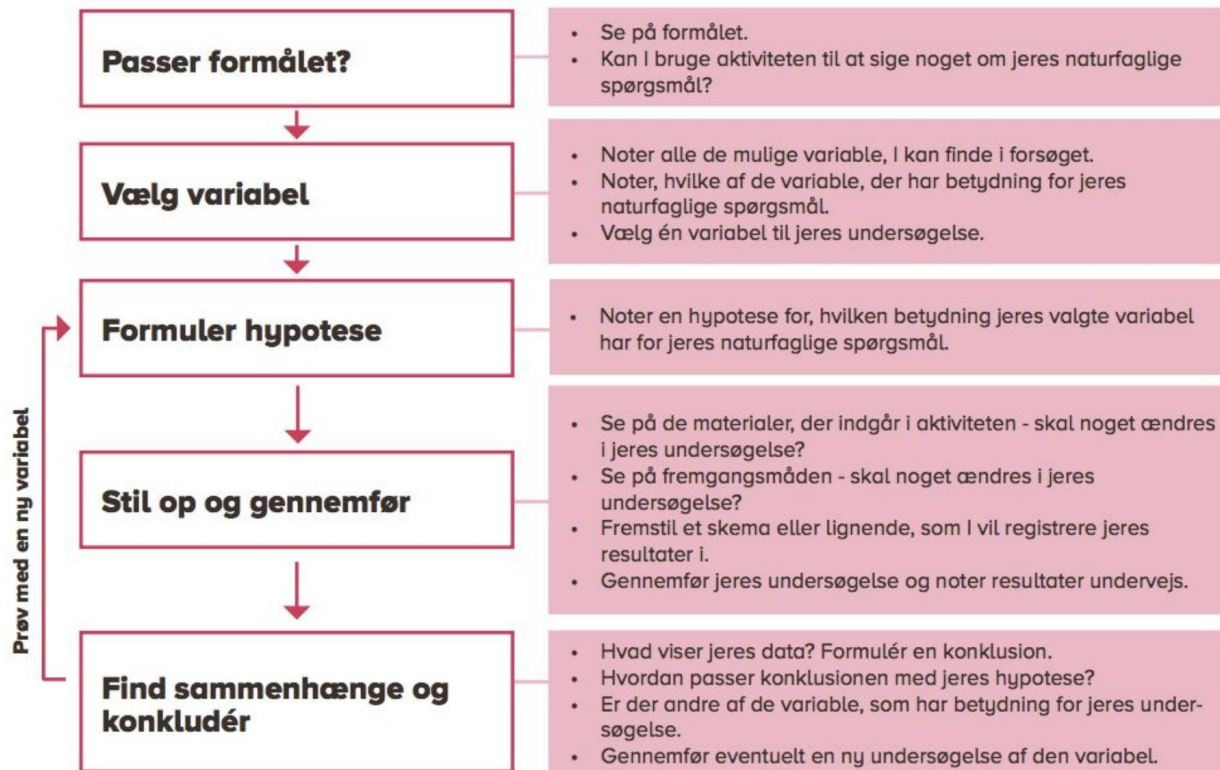 Passer formålet?
• Se på formålet.
• Kan I bruge aktiviteten til at sige noget om jeres naturfaglige
spørgsmål?
Vælg variabel
• Noter alle de mulige variable, I kan finde i forsøget.
• Noter, hvilke af de variable, der har betydning for jeres
naturfaglige spørgsmål.
• Vælg én variabel til jeres undersøgelse.
Formuler hypotese
• Noter en hypotese for, hvilken betydning jeres valgte variabel
har for jeres naturfaglige spørgsmål.
Stil op og gennemfør
• Se på de materialer, der indgår i aktiviteten - skal noget ændres
i jeres undersøgelse?
• Se på fremgangsmåden - skal noget ændres i jeres
undersøgelse?
• Fremstil et skema eller lignende, som I vil registrere jeres
resultater i.
• Gennemfør jeres undersøgelse og noter resultater undervejs.
Find sammenhænge og
konkludér
• Hvad viser jeres data? Formulér en konklusion.
• Hvordan passer konklusionen med jeres hypotese?
• Er der andre af de variable, som har betydning for jeres under-
søgelse.
• Gennemfør eventuelt en ny undersøgelse af den variabel.
Prøv med en ny variabel